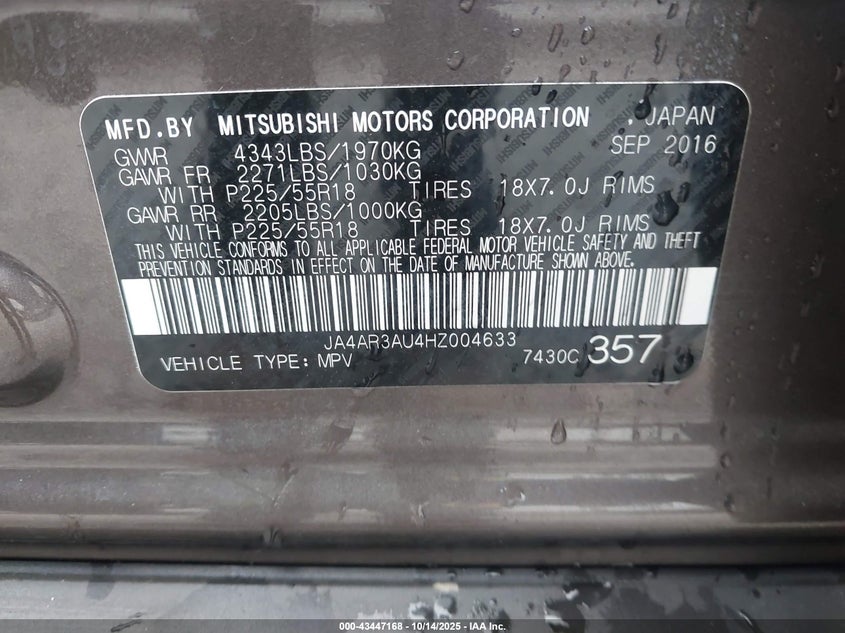 MFD.BY MITSUBISHI MOTORS CORPORATION . JAPAN
GVWR 4343LBS/1970KG SEP 2016
GAWR FR 2271LBS/1030KG
WITH P225/55R18 TIRES 18X7.0J RIMS
GAWR RR 2205LBS/1000KG
WITH P225/55R18 TIRES 18X7.0J RIMS
THIS VEHICLE CONFORMS TO ALL APPLICABLE FEDERAL MOTOR VEHICLE SAFETY AND THEFT
PREVENTION STANDARDS IN EFFECT ON THE DATE OF MANUFACTURE SHOWN ABOVE.
JA4AR3AU4HZ004633
VEHICLE TYPE: MPV 7430C 357
000-43447168 - 10/14/2025 - IAA Inc.